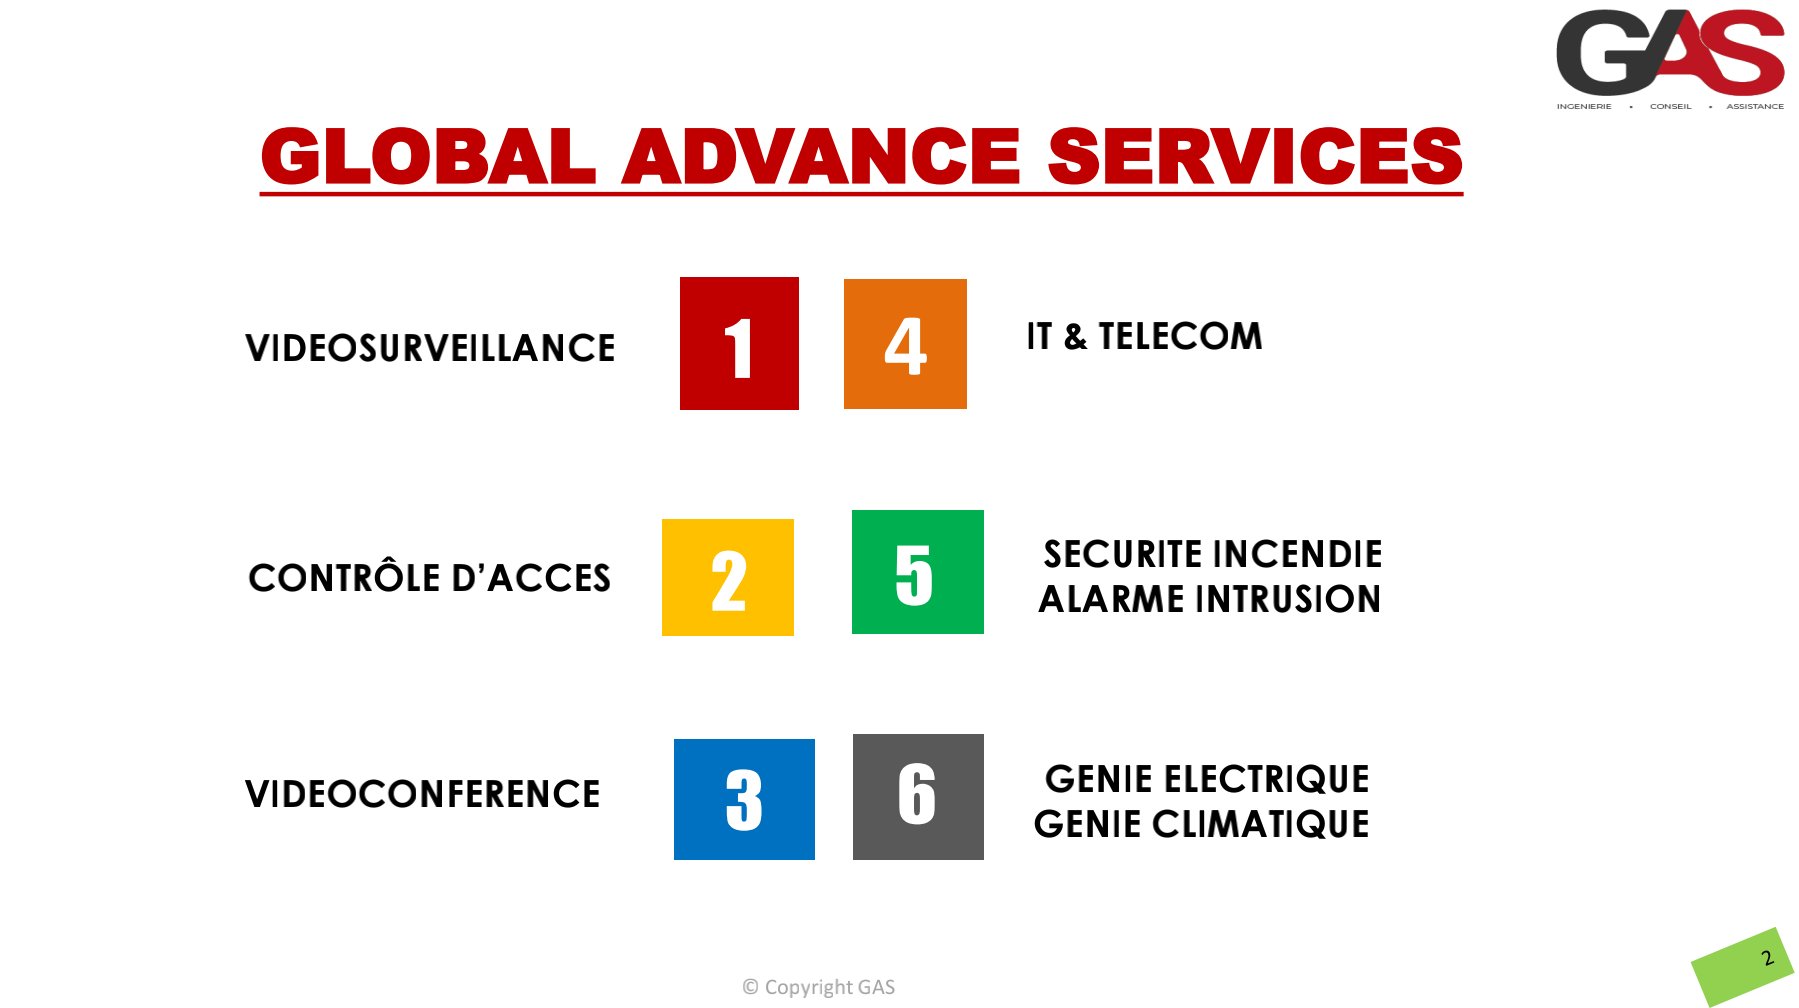 GAS
INGENIERIE • CONSEIL • ASSISTANCE
GLOBAL ADVANCE SERVICES
VIDEOSURVEILLANCE
1
4
IT & TELECOM
CONTRÔLE D’ACCES
2
5
SECURITE INCENDIE
ALARME INTRUSION
VIDEOCONFERENCE
3
6
GENIE ELECTRIQUE
GENIE CLIMATIQUE
© Copyright GAS
2